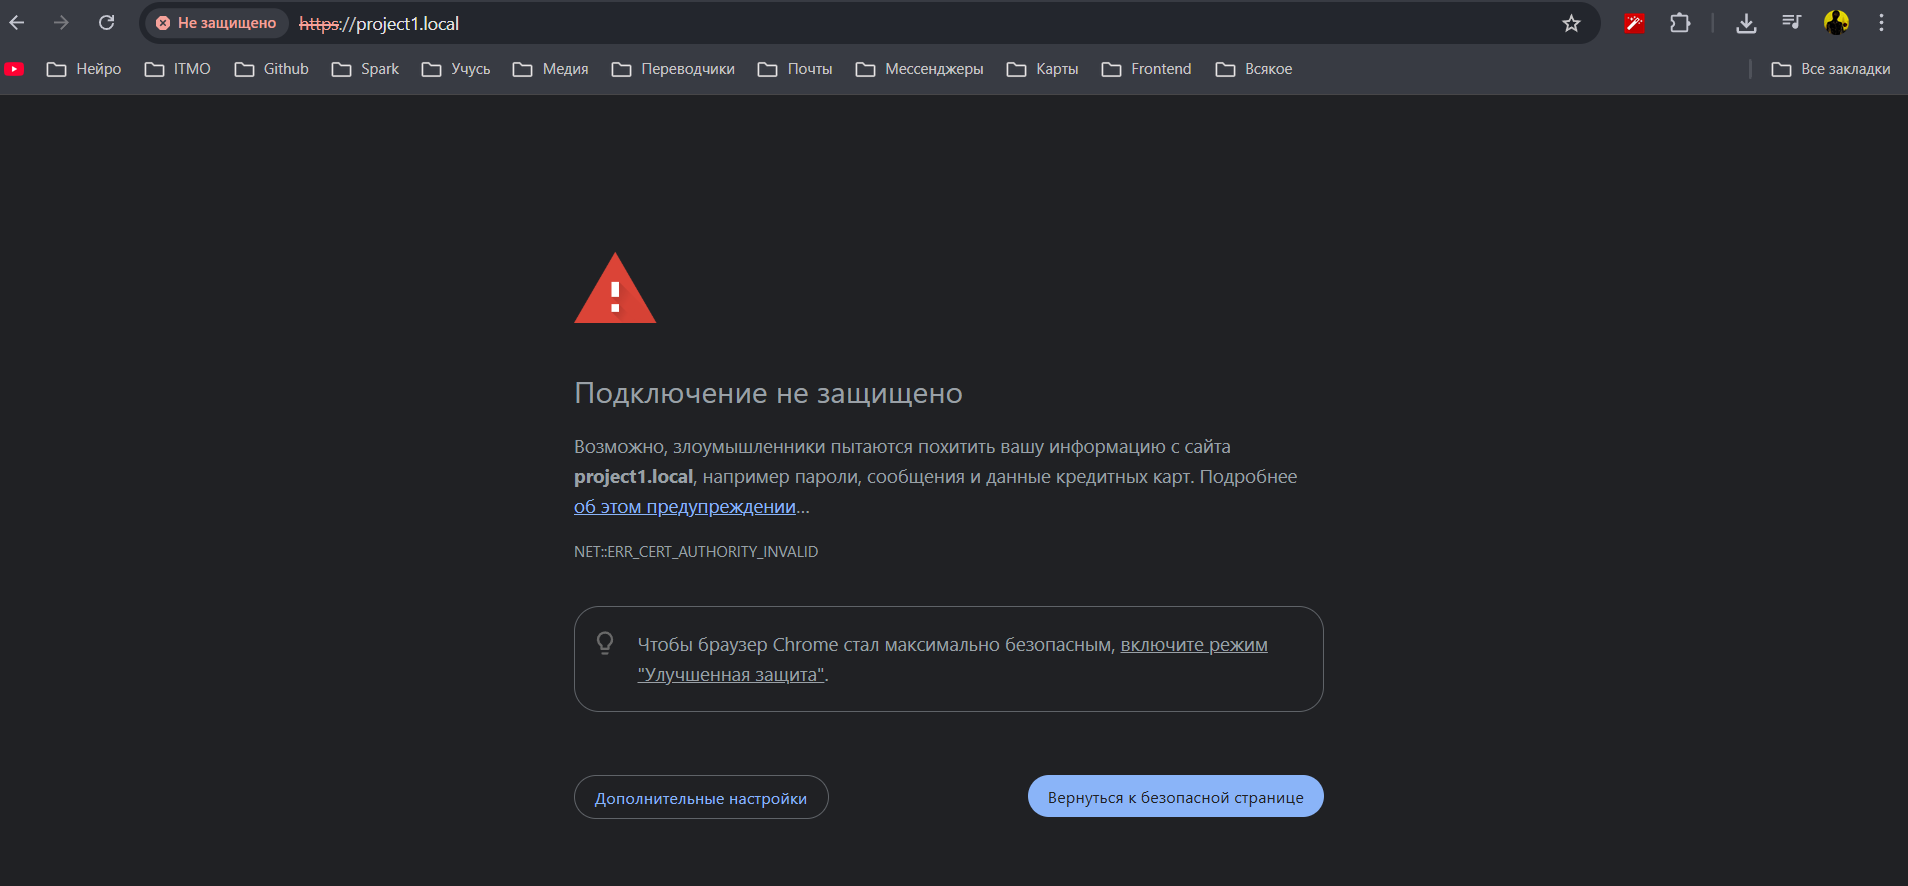 Не защищено https://project1.local
Нейро ITMO Github Spark Учусь Медия Переводчики Почты Мессенджеры Карты Frontend Всякое Все закладки
Подключение не защищено
Возможно, злоумышленники пытаются похитить вашу информацию с сайта
project1.local, например пароли, сообщения и данные кредитных карт. Подробнее
об этом предупреждении...
NET::ERR_CERT_AUTHORITY_INVALID
Чтобы браузер Chrome стал максимально безопасным, включите режим
"Улучшенная защита".
Дополнительные настройки Вернуться к безопасной странице